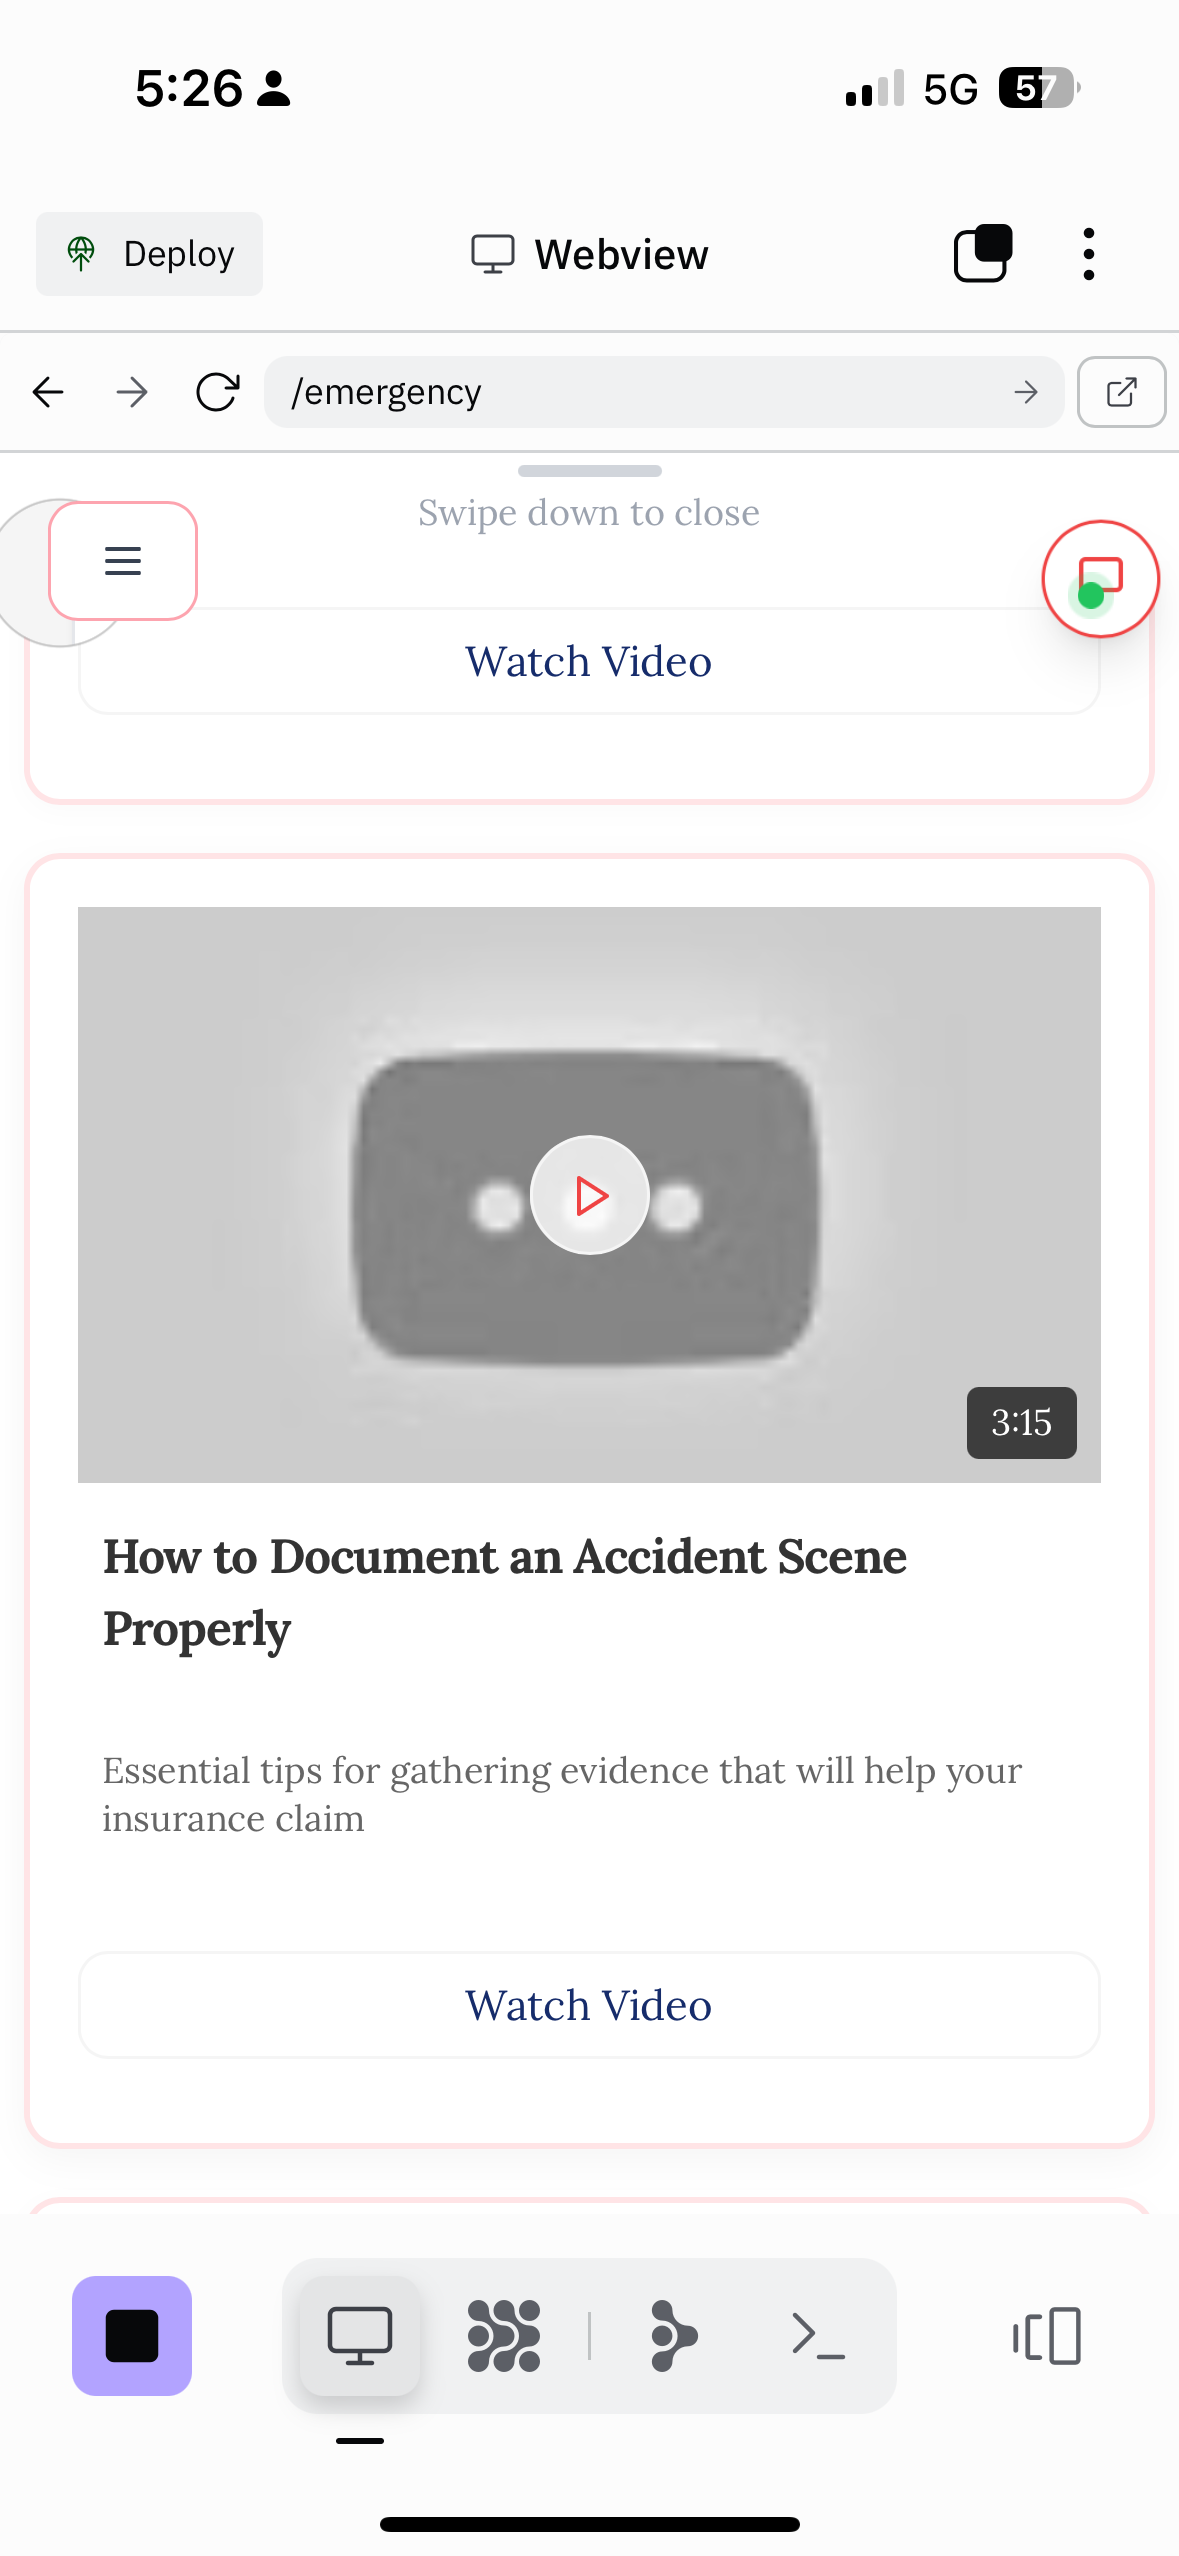 5:26
5G
57
Deploy
Webview
/emergency
Swipe down to close
Watch Video
3:15
How to Document an Accident Scene
Properly
Essential tips for gathering evidence that will help your
insurance claim
Watch Video